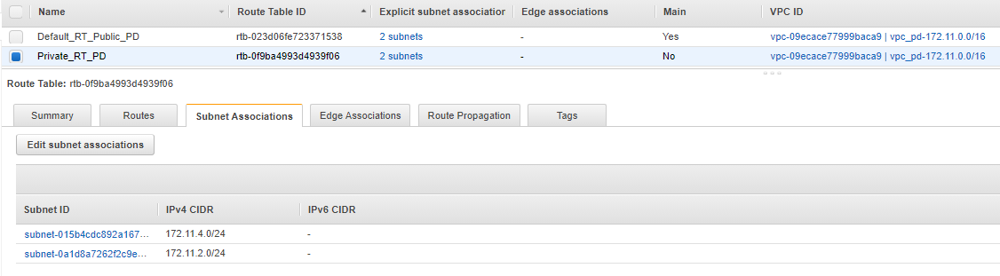 Name Route Table ID Explicit subnet association Edge associations Main VPC ID
Default_RT_Public_PD rtb-023d06fe723371538 2 subnets - Yes vpc-09ecace77999baca9 | vpc_pd-172.11.0.0/16
Private_RT_PD rtb-0f9ba4993d4939f06 2 subnets - No vpc-09ecace77999baca9 | vpc_pd-172.11.0.0/16
Route Table: rtb-0f9ba4993d4939f06
Summary Routes Subnet Associations Edge Associations Route Propagation Tags
Edit subnet associations
Subnet ID IPv4 CIDR IPv6 CIDR
subnet-015b4cdc892a167... 172.11.4.0/24 -
subnet-0a1d8a7262f2c9e... 172.11.2.0/24 -